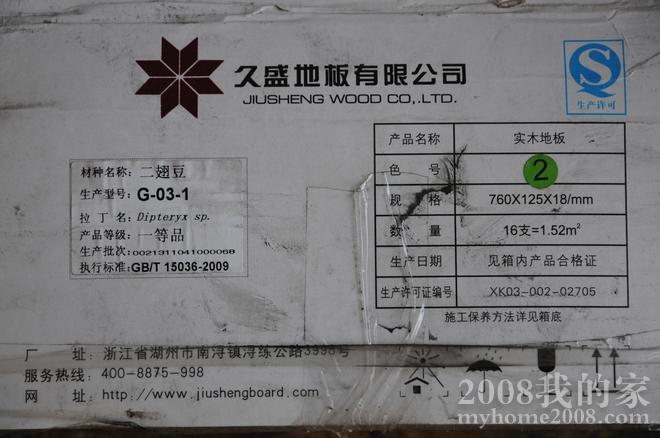 久盛地板有限公司
JIUSHENG WOOD CO,.LTD.
生产许可
材种名称: 二翅豆
生产型号: G-03-1
拉丁名: Dipteryx sp.
产品等级: 一等品
生产批次: 0021311041000068
执行标准: GB/T 15036-2009
产品名称 实木地板
色号 2
规格 760X125X18/mm
数量 16支=1.52m²
生产日期 见箱内产品合格证
生产许可证编号 XK03-002-02705
施工保养方法详见箱底
厂址: 浙江省湖州市南浔镇浔练公路3998号
服务热线: 400-8875-998
网址: http://www.jiushengboard.com
2008我的家
myhome2008.com